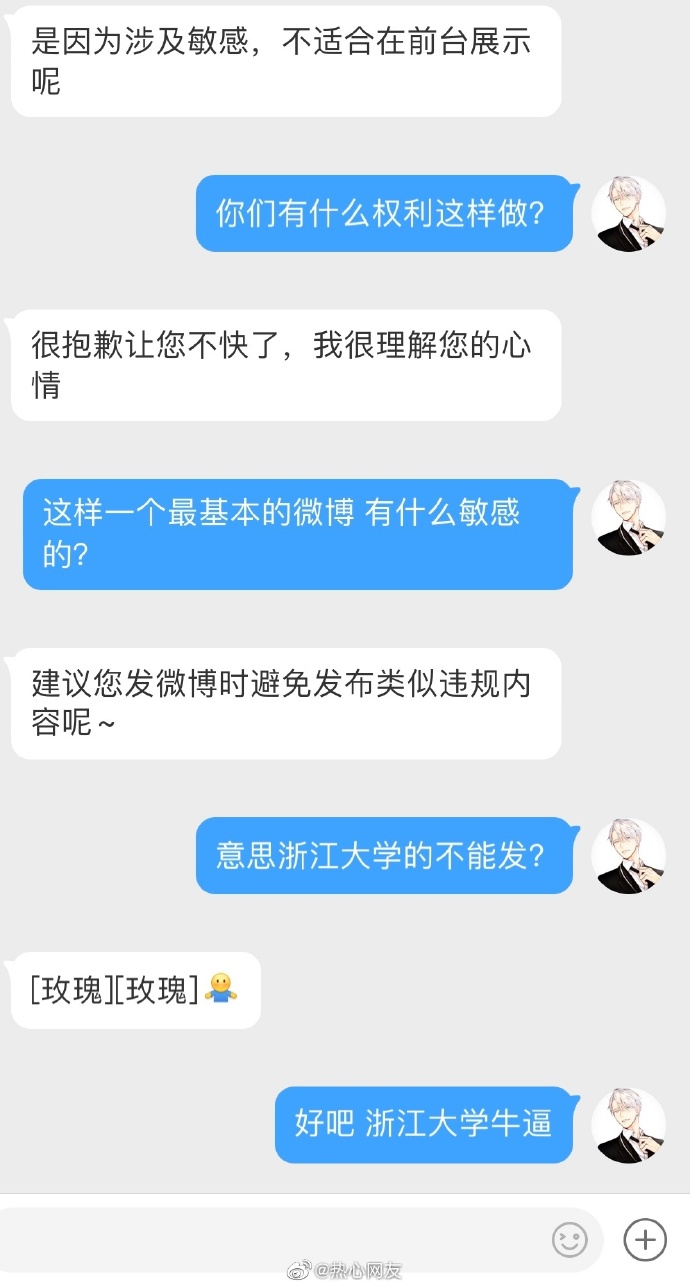 是因为涉及敏感，不适合在前台展示
呢
你们有什么权利这样做?
很抱歉让您不快了，我很理解您的心
情
这样一个最基本的微博 有什么敏感
的?
建议您发微博时避免发布类似违规内
容呢～
意思浙江大学的不能发?
[玫瑰][玫瑰]🤷
好吧 浙江大学牛逼
@热心网友